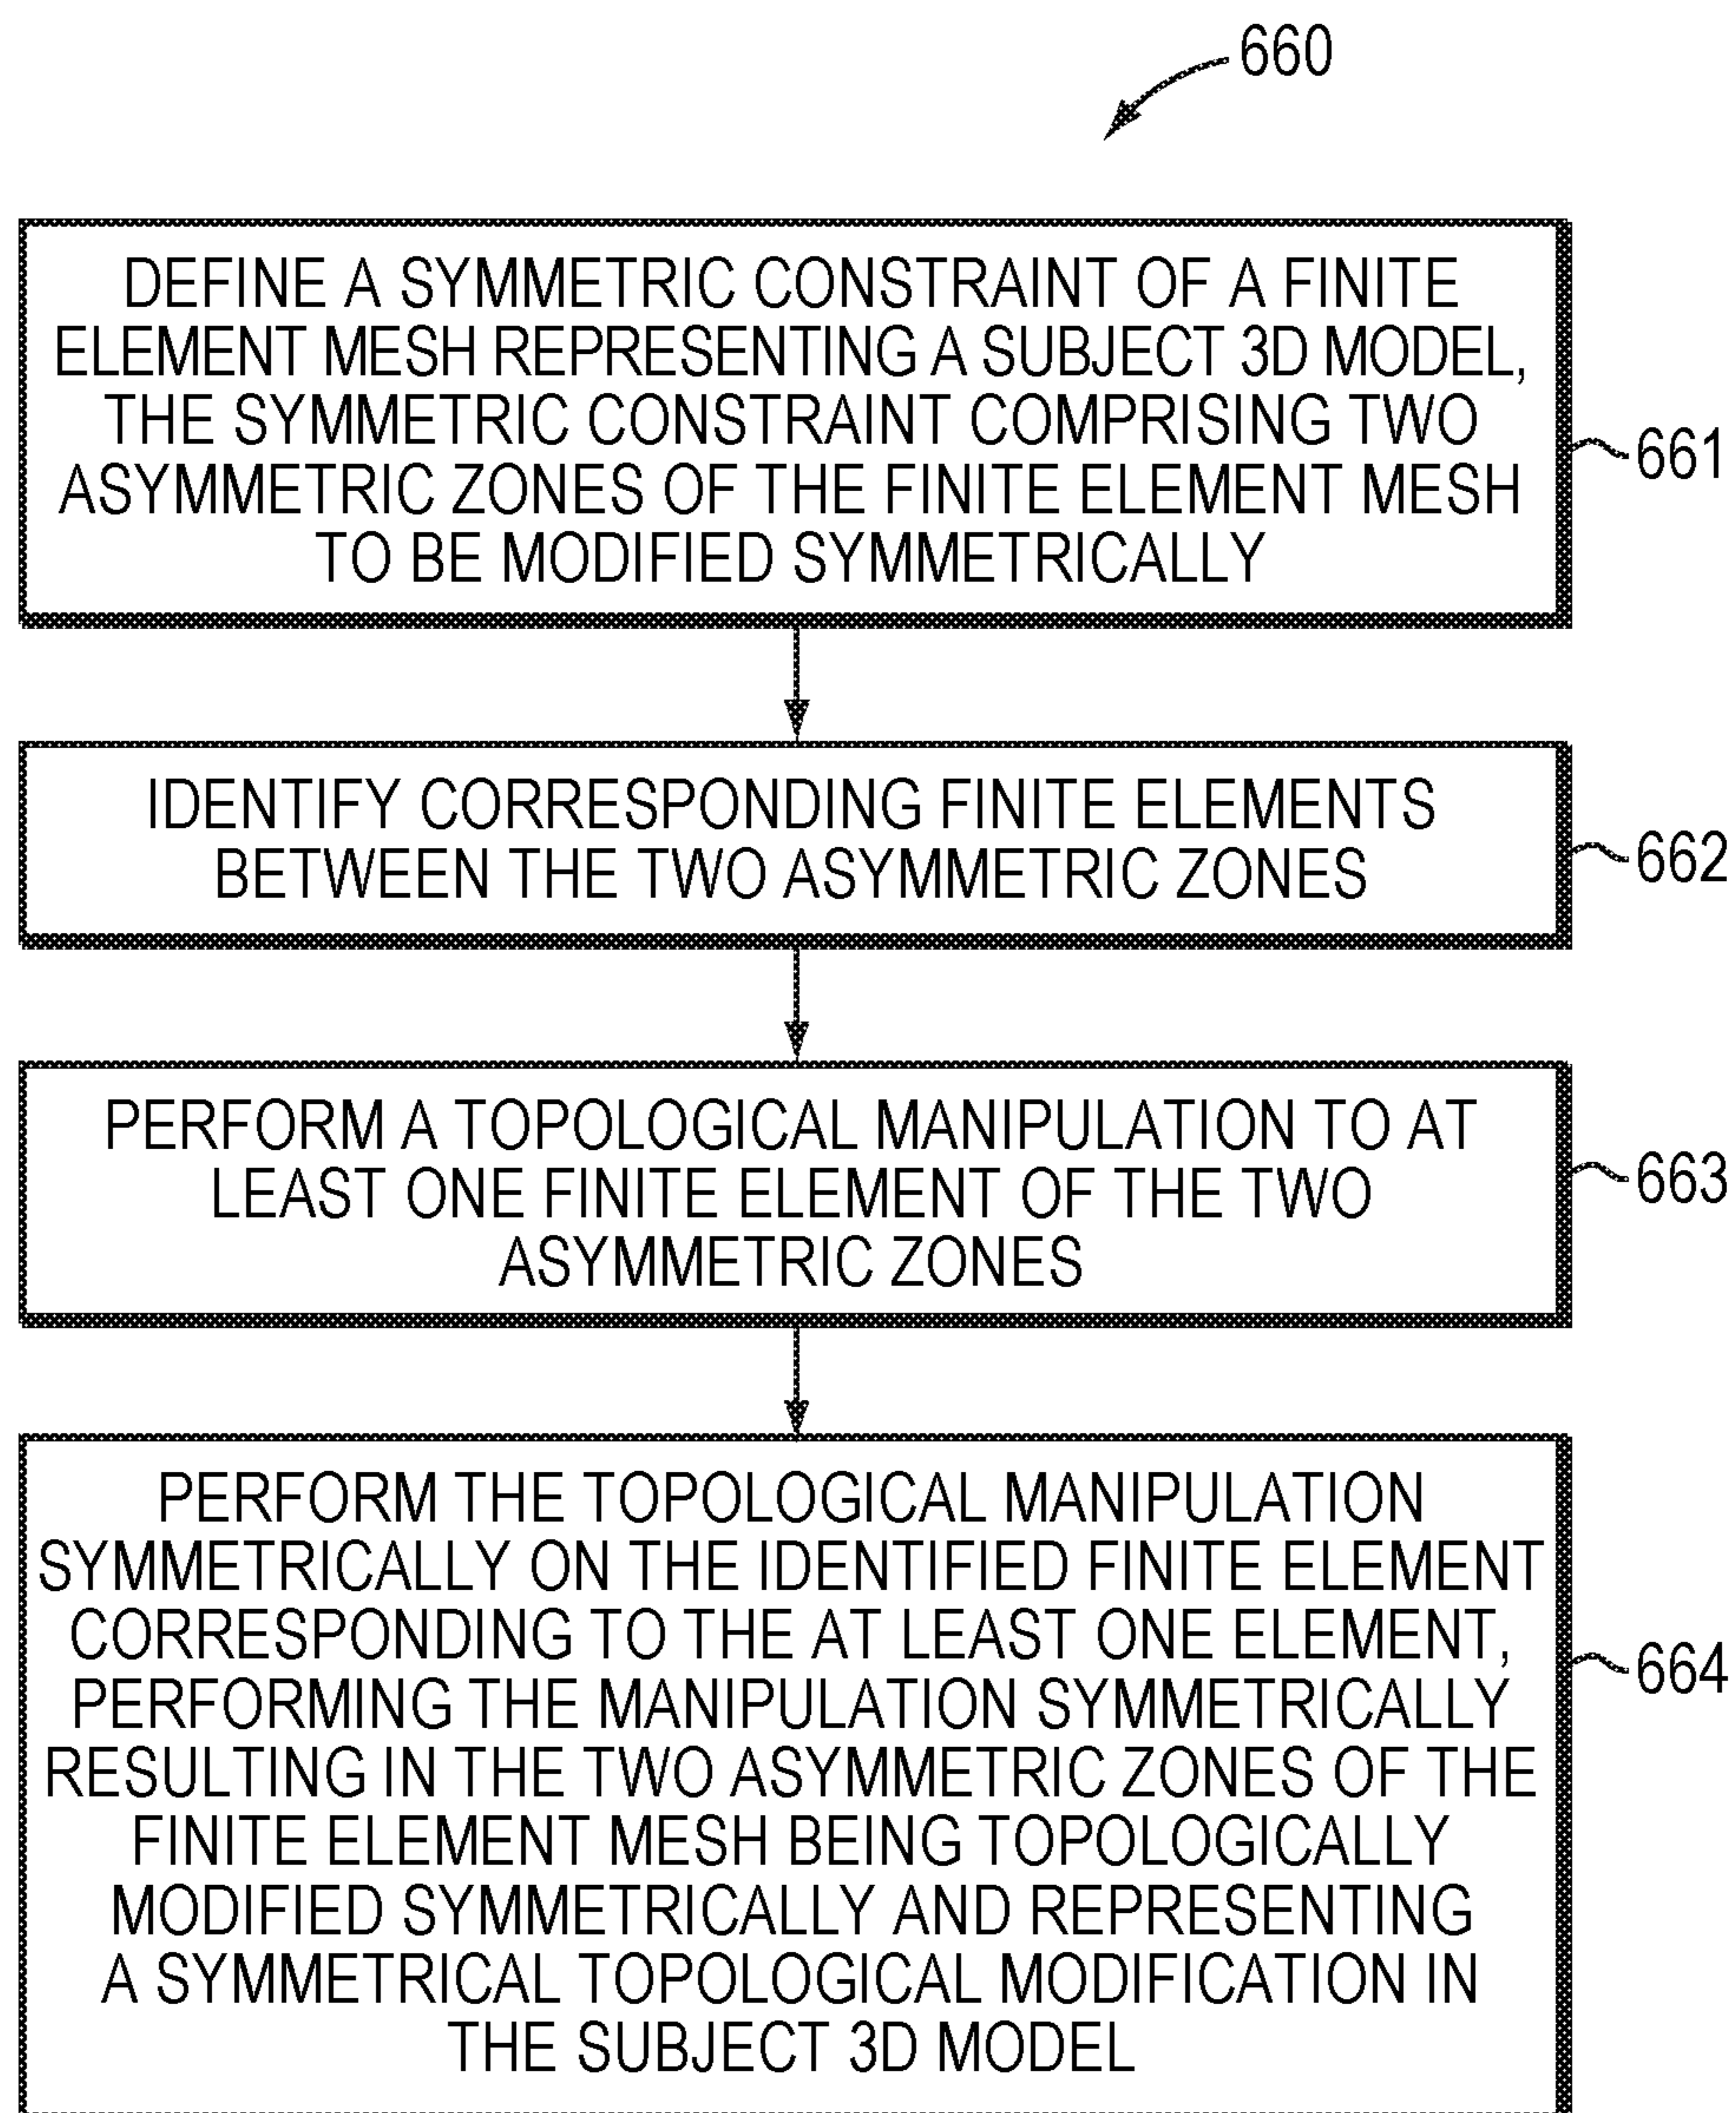 660
DEFINE A SYMMETRIC CONSTRAINT OF A FINITE
ELEMENT MESH REPRESENTING A SUBJECT 3D MODEL,
THE SYMMETRIC CONSTRAINT COMPRISING TWO
ASYMMETRIC ZONES OF THE FINITE ELEMENT MESH
TO BE MODIFIED SYMMETRICALLY
661
IDENTIFY CORRESPONDING FINITE ELEMENTS
BETWEEN THE TWO ASYMMETRIC ZONES
662
PERFORM A TOPOLOGICAL MANIPULATION TO AT
LEAST ONE FINITE ELEMENT OF THE TWO
ASYMMETRIC ZONES
663
PERFORM THE TOPOLOGICAL MANIPULATION
SYMMETRICALLY ON THE IDENTIFIED FINITE ELEMENT
CORRESPONDING TO THE AT LEAST ONE ELEMENT,
PERFORMING THE MANIPULATION SYMMETRICALLY
RESULTING IN THE TWO ASYMMETRIC ZONES OF THE
FINITE ELEMENT MESH BEING TOPOLOGICALLY
MODIFIED SYMMETRICALLY AND REPRESENTING
A SYMMETRICAL TOPOLOGICAL MODIFICATION IN
THE SUBJECT 3D MODEL
664